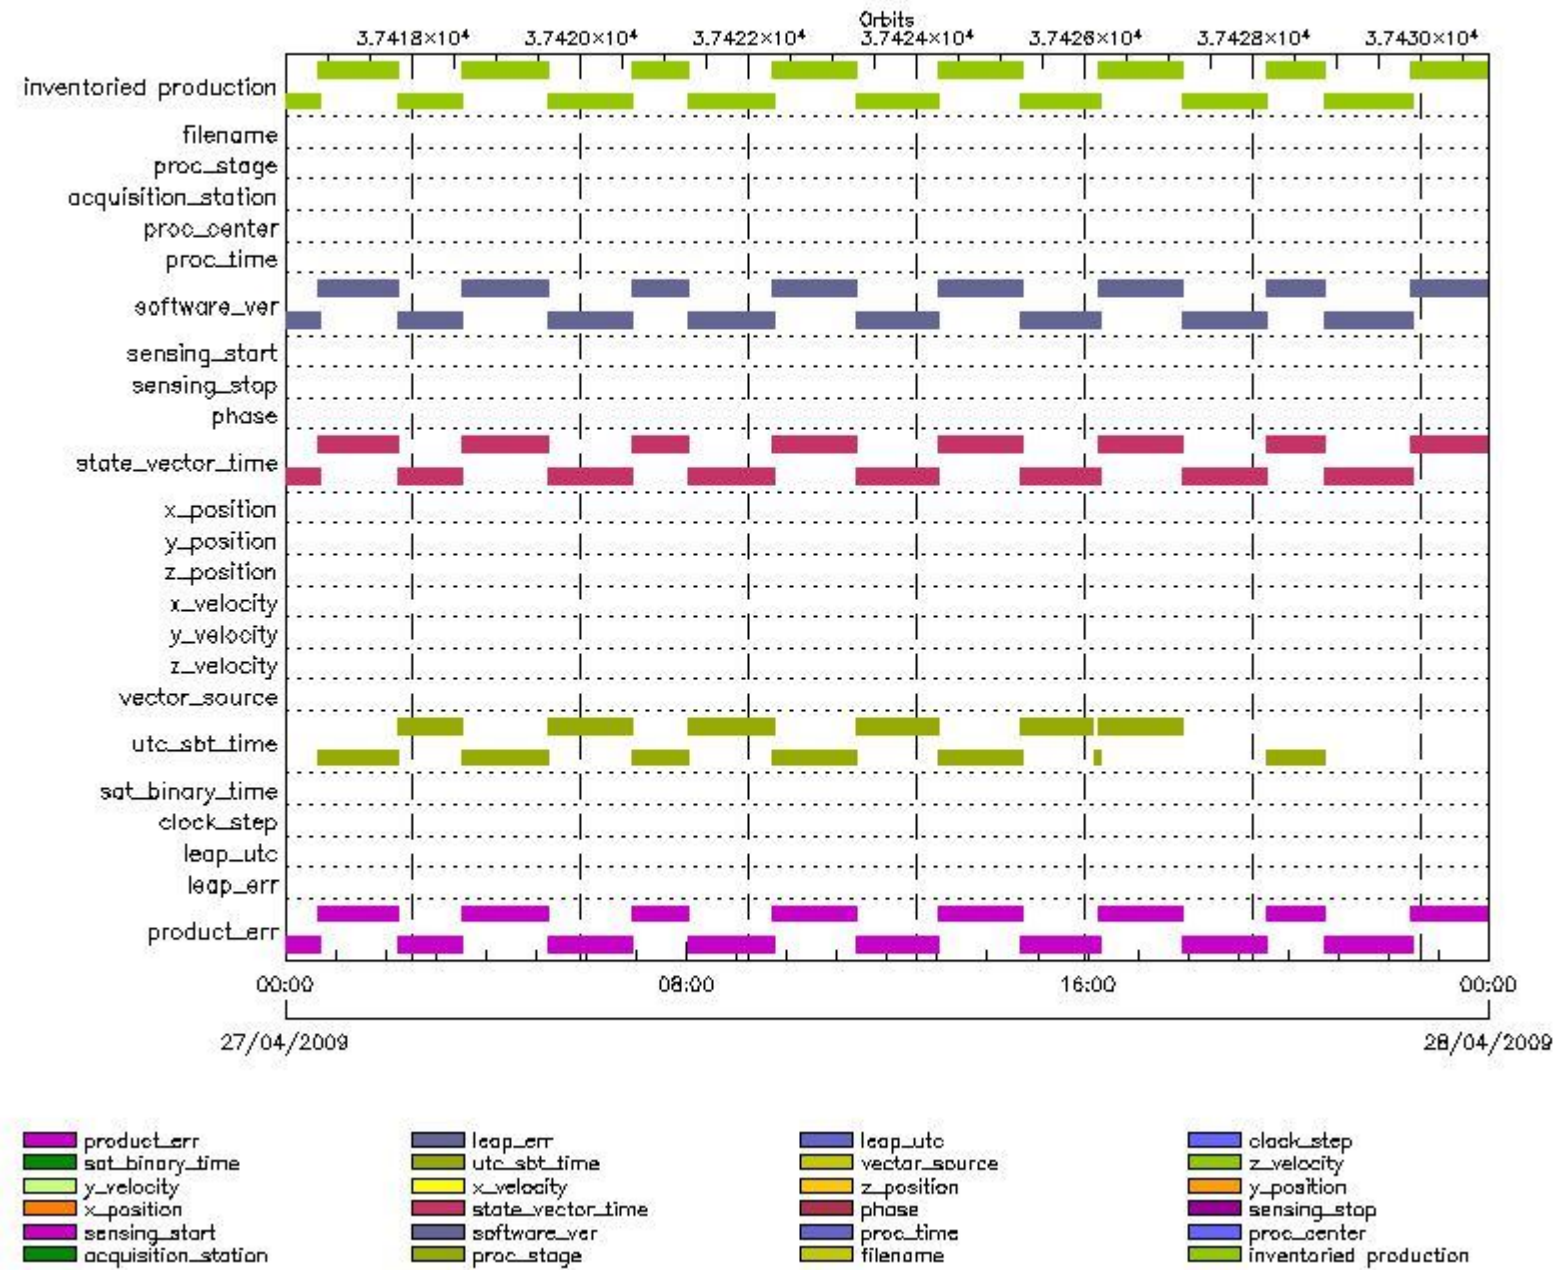 Orbits
3.7418×10⁴ 3.7420×10⁴ 3.7422×10⁴ 3.7424×10⁴ 3.7426×10⁴ 3.7428×10⁴ 3.7430×10⁴
inventoried production
filename
proc_stage
acquisition_station
proc_center
proc_time
software_ver
sensing_start
sensing_stop
phase
state_vector_time
x_position
y_position
z_position
x_velocity
y_velocity
z_velocity
vector_source
utc_sbt_time
sat_binary_time
clock_step
leap_utc
leap_err
product_err
00:00 08:00 16:00 00:00
27/04/2009 28/04/2009
product_err leap_err leap_utc clock_step
sat_binary_time utc_sbt_time vector_source z_velocity
y_velocity x_velocity z_position y_position
x_position state_vector_time phase sensing_stop
sensing_start software_ver proc_time proc_center
acquisition_station proc_stage filename inventoried production